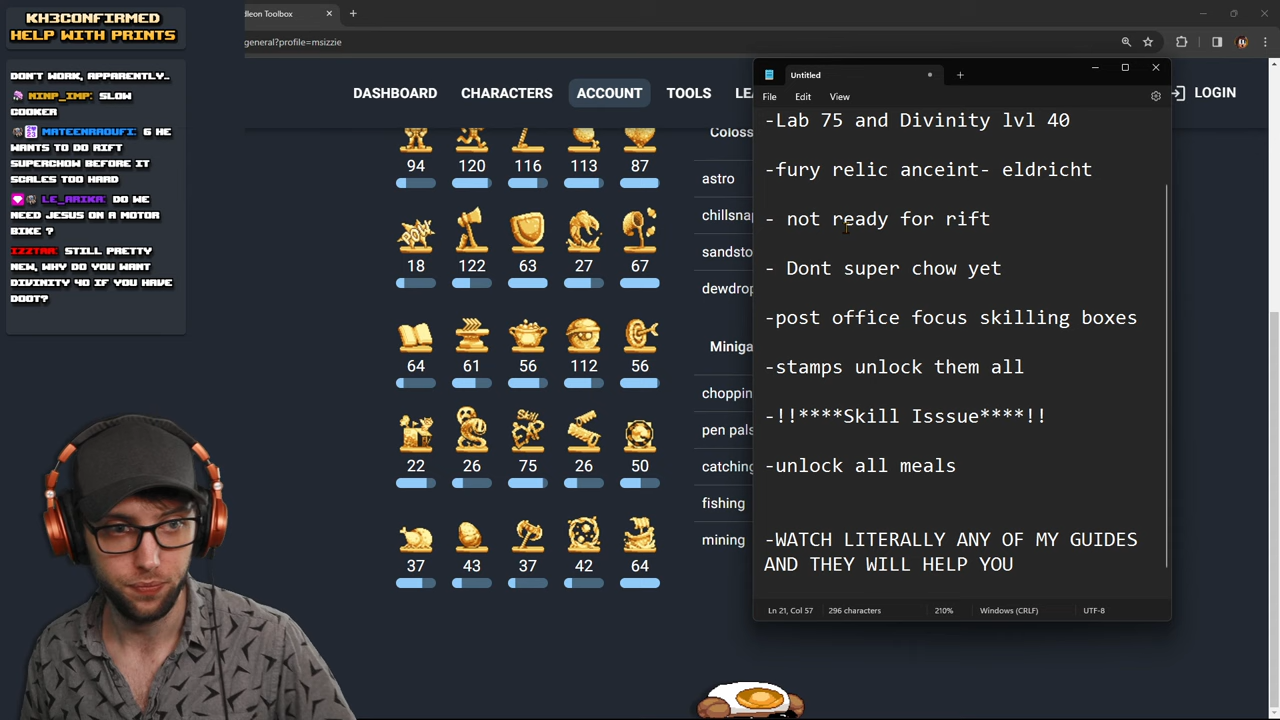 KH3CONFIRMED
HELP WITH PRINTS
DON'T WORK, APPARENTLY..
MINP_IMP: SLOW
COOKER
MATEENRAOUFI: 6 HE
WANTS TO DO RIFT
SUPERCHOW BEFORE IT
SCALES TOO HARD
LE_ARIKA: DO WE
NEED JESUS ON A MOTOR
BIKE ?
IZZTAR: STILL PRETTY
NEW, WHY DO YOU WANT
DIVINITY 40 IF YOU HAVE
DOOT?
dleon Toolbox
general?profile=msizzie
DASHBOARD CHARACTERS ACCOUNT TOOLS LEA
LOGIN
94 120 116 113 87
18 122 63 27 67
64 61 56 112 56
22 26 75 26 50
37 43 37 42 64
Coloss
astro
chillsnap
sandsto
dewdrop
Miniga
choppin
pen pals
catching
fishing
mining
Untitled
File Edit View
-Lab 75 and Divinity lvl 40
-fury relic anceint- eldricht
- not ready for rift
- Dont super chow yet
-post office focus skilling boxes
-stamps unlock them all
-!!****Skill Isssue****!!
-unlock all meals
-WATCH LITERALLY ANY OF MY GUIDES
AND THEY WILL HELP YOU
Ln 21, Col 57 296 characters 210% Windows (CRLF) UTF-8